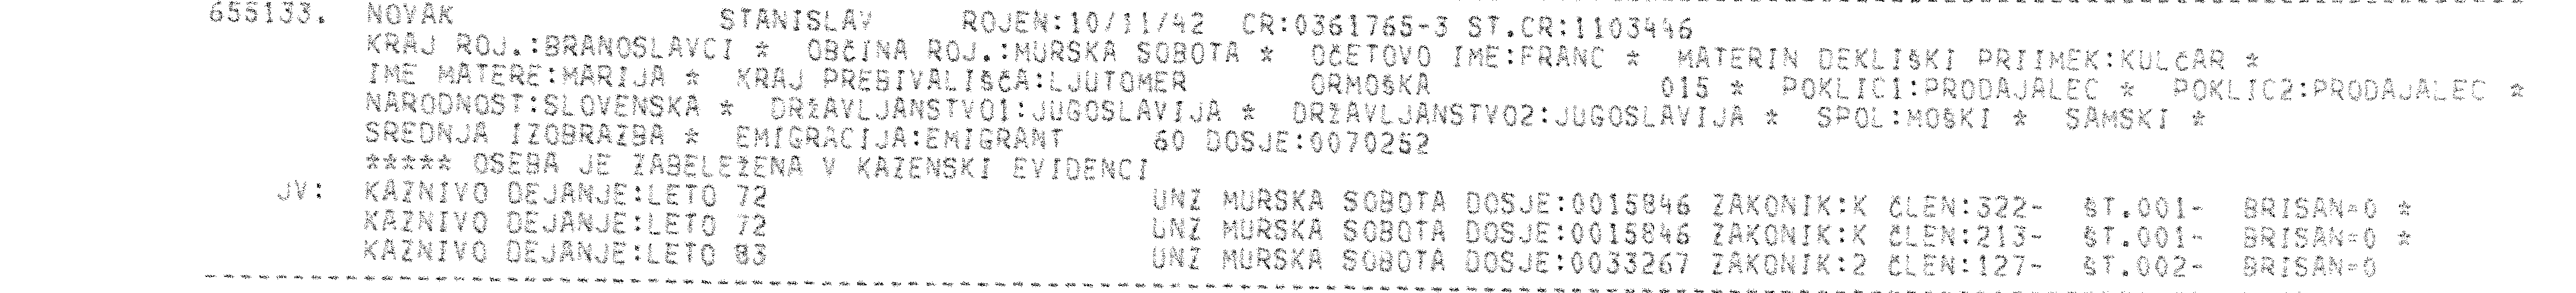 655133. NOVAK STANISLAV ROJEN:10/11/42 CR:0361765-3 ST.CR:1103446
KRAJ ROJ.:BRANOSLAVCI * OBČINA ROJ.:MURSKA SOBOTA * OČETOVO IME:FRANC * MATERIN DEKLIŠKI PRIIMEK:KULČAR *
IME MATERE:MARIJA * KRAJ PREBIVALIŠČA:LJUTOMER ORMOŠKA 015 * POKLIC1:PRODAJALEC * POKLIC2:PRODAJALEC *
NARODNOST:SLOVENSKA * DRŽAVLJANSTVO1:JUGOSLAVIJA * DRŽAVLJANSTVO2:JUGOSLAVIJA * SPOL:MOŠKI * SAMSKI *
SREDNJA IZOBRAZBA * EMIGRACIJA:EMIGRANT 60 DOSJE:0070252
***** OSEBA JE ZABELEŽENA V KAZENSKI EVIDENCI
JV: KAZNIVO DEJANJE:LETO 72 UNZ MURSKA SOBOTA DOSJE:0015846 ZAKONIK:K ČLEN:322- ŠT.001- BRISAN=0 *
KAZNIVO DEJANJE:LETO 72 UNZ MURSKA SOBOTA DOSJE:0015846 ZAKONIK:K ČLEN:213- ŠT.001- BRISAN=0 *
KAZNIVO DEJANJE:LETO 83 UNZ MURSKA SOBOTA DOSJE:0033267 ZAKONIK:2 ČLEN:127- ŠT.002- BRISAN=0